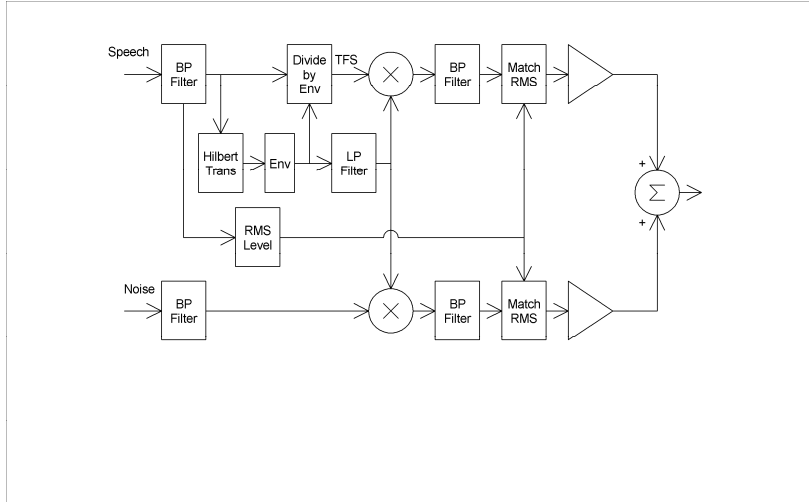 Speech
BP
Filter
Divide
by
Env
TFS
BP
Filter
Match
RMS
Hilbert
Trans
Env
LP
Filter
+
Σ
+
RMS
Level
Noise
BP
Filter
BP
Filter
Match
RMS